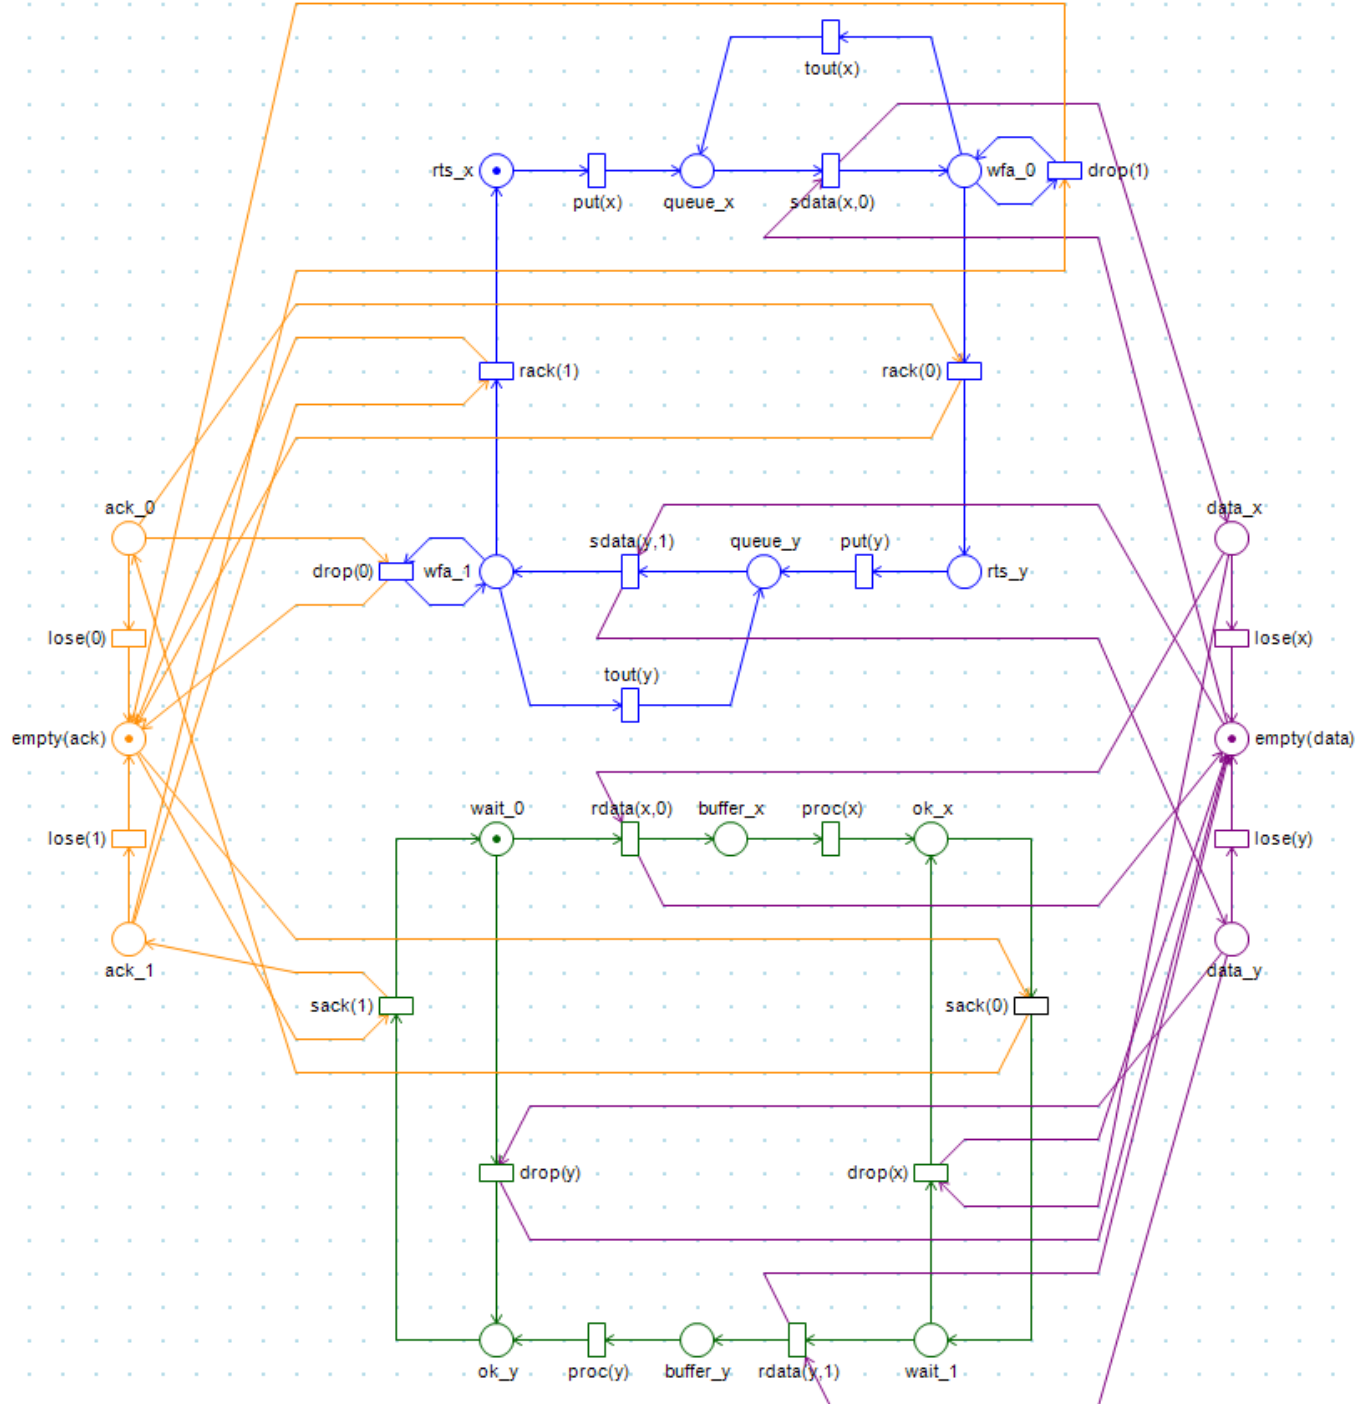 tout(x)
rts_x
put(x)
queue_x
sdata(x,0)
wfa_0
drop(1)
rack(1)
rack(0)
ack_0
data_x
sdata(y,1)
queue_y
put(y)
drop(0)
wfa_1
rts_y
lose(0)
lose(x)
tout(y)
empty(ack)
empty(data)
wait_0
rdata(x,0)
buffer_x
proc(x)
ok_x
lose(1)
lose(y)
ack_1
data_y
sack(1)
sack(0)
drop(y)
drop(x)
ok_y
proc(y)
buffer_y
rdata(y,1)
wait_1